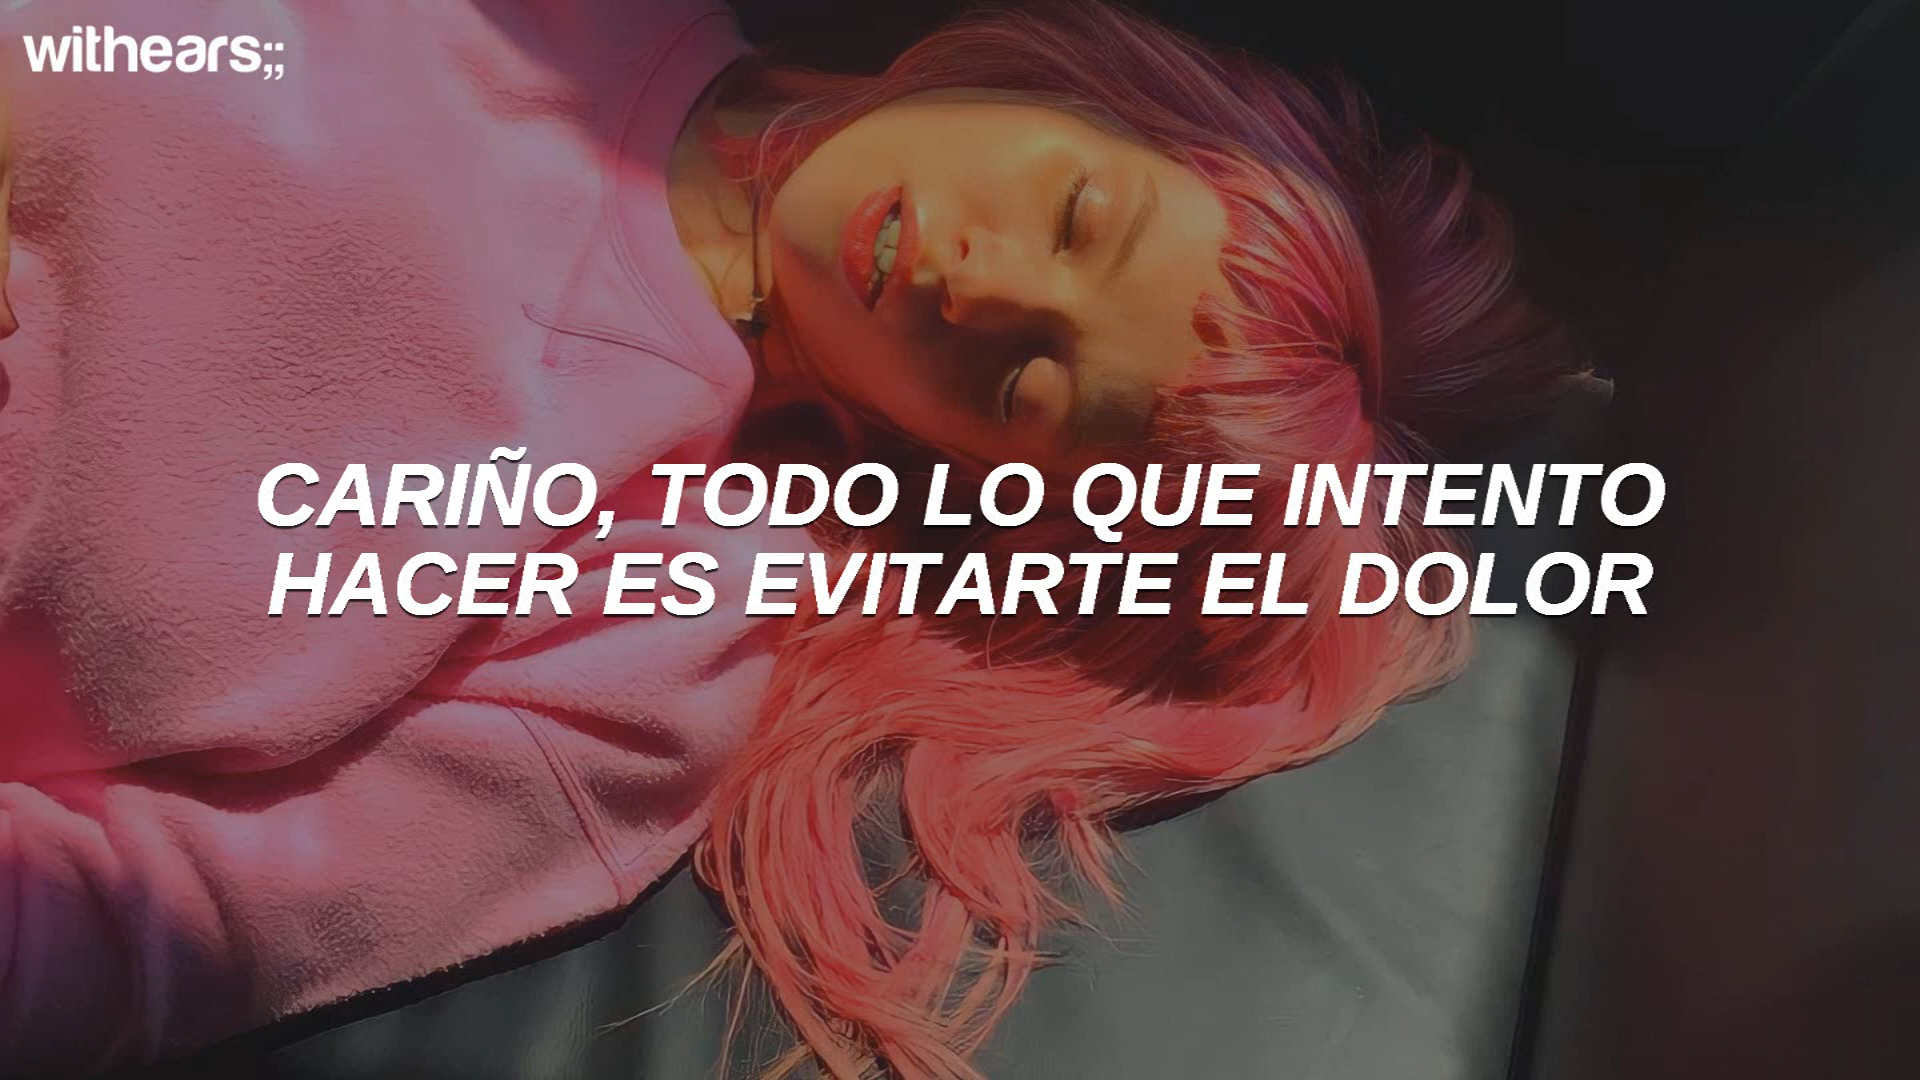 withears;;
CARIÑO, TODO LO QUE INTENTO
HACER ES EVITARTE EL DOLOR